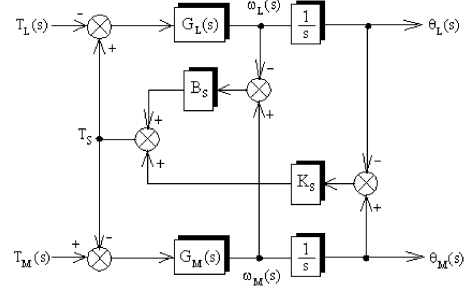 T_L(s) - + G_L(s) ω_L(s) 1/s θ_L(s)
B_S - +
T_S + +
K_S - +
T_M(s) + - G_M(s) ω_M(s) 1/s θ_M(s)